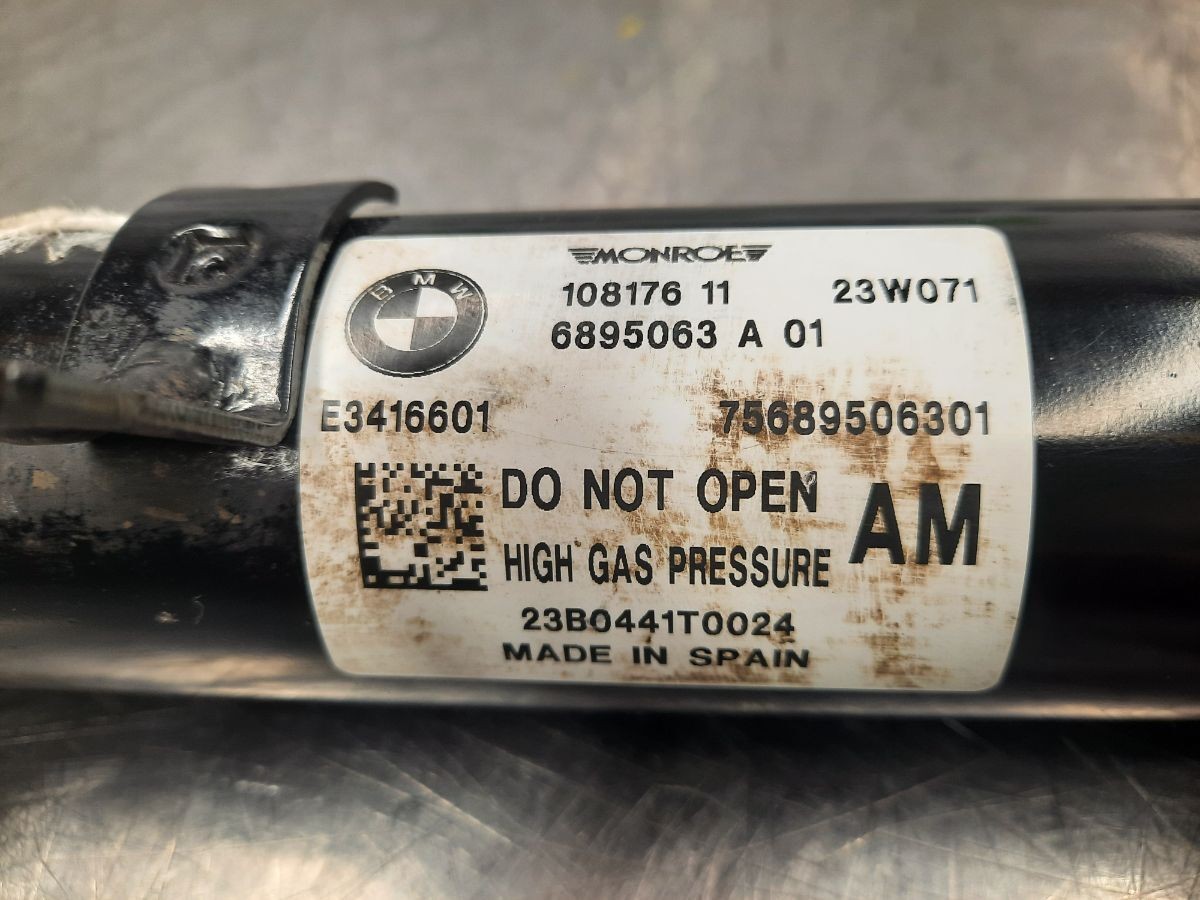 MONROE
BMW
108176 11 23W071
6895063 A 01
E3416601 75689506301
DO NOT OPEN
HIGH GAS PRESSURE
AM
23B0441T0024
MADE IN SPAIN